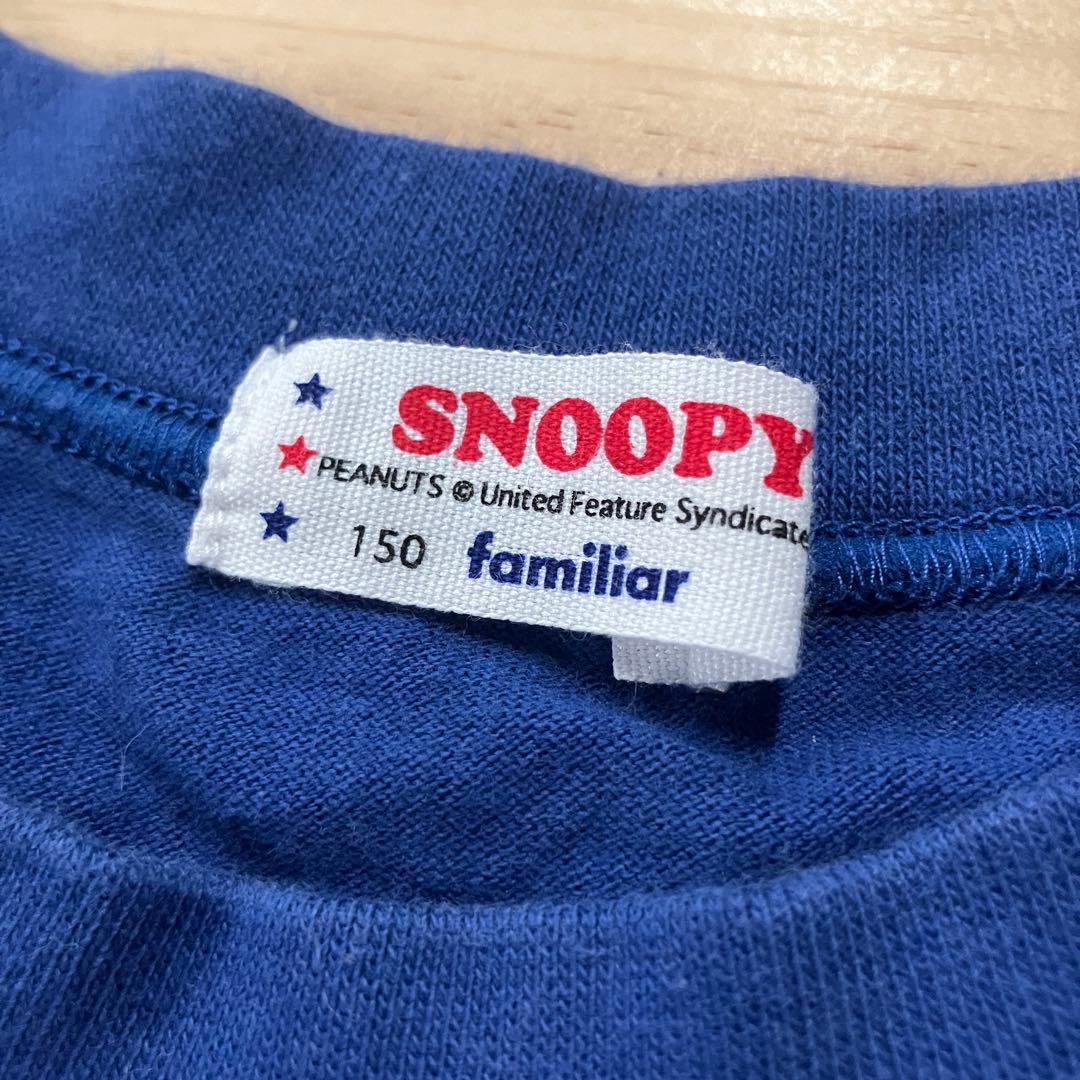 SNOOPY
PEANUTS © United Feature Syndicate
150 familiar